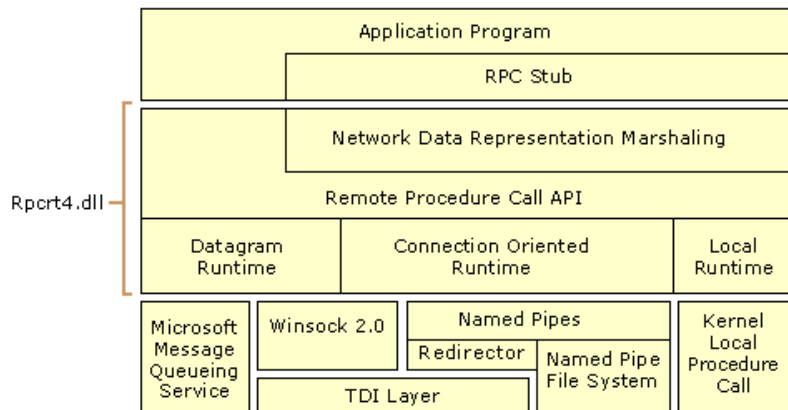 Application Program
RPC Stub
Network Data Representation Marshaling
Rpcrt4.dll
Remote Procedure Call API
Datagram
Runtime
Connection Oriented
Runtime
Local
Runtime
Microsoft
Message
Queueing
Service
Winsock 2.0
Named Pipes
Redirector
Named Pipe
File System
TDI Layer
Kernel
Local
Procedure
Call